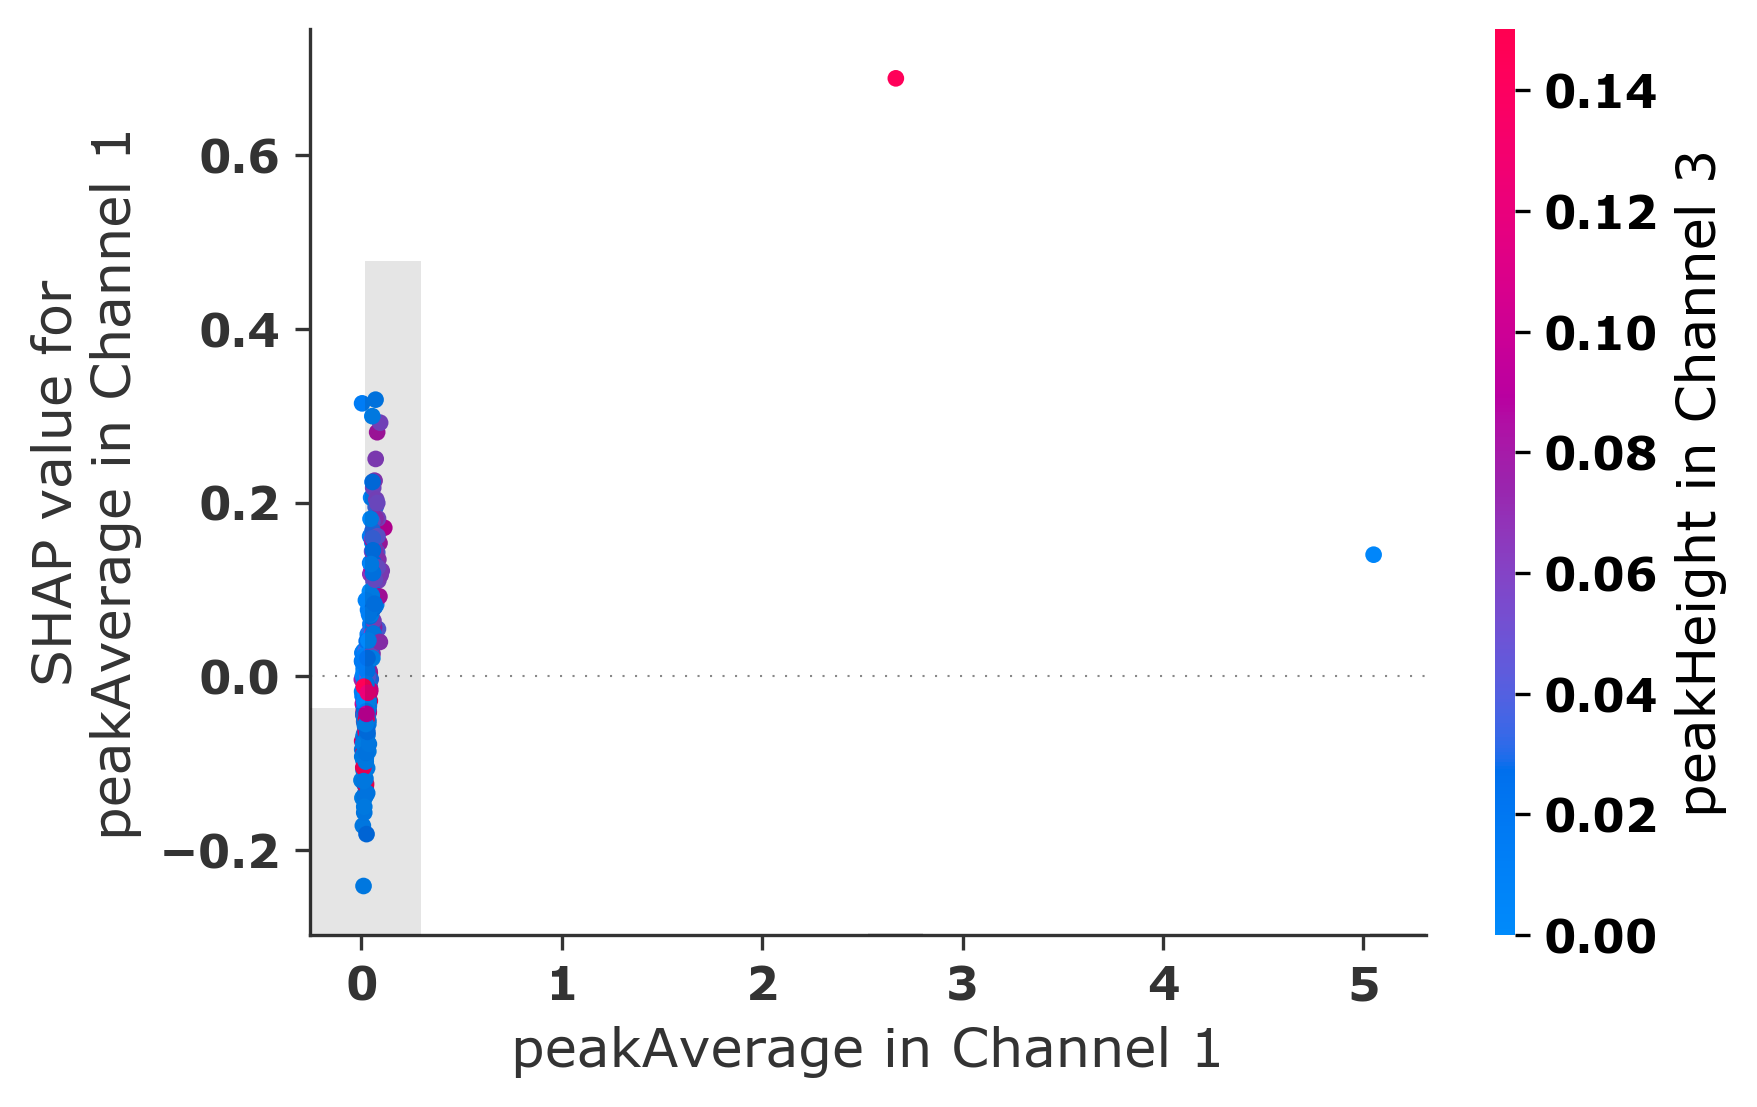 SHAP value for
peakAverage in Channel 1
0.6
0.4
0.2
0.0
−0.2
0 1 2 3 4 5
peakAverage in Channel 1
0.14
0.12
0.10
0.08
0.06
0.04
0.02
0.00
peakHeight in Channel 3